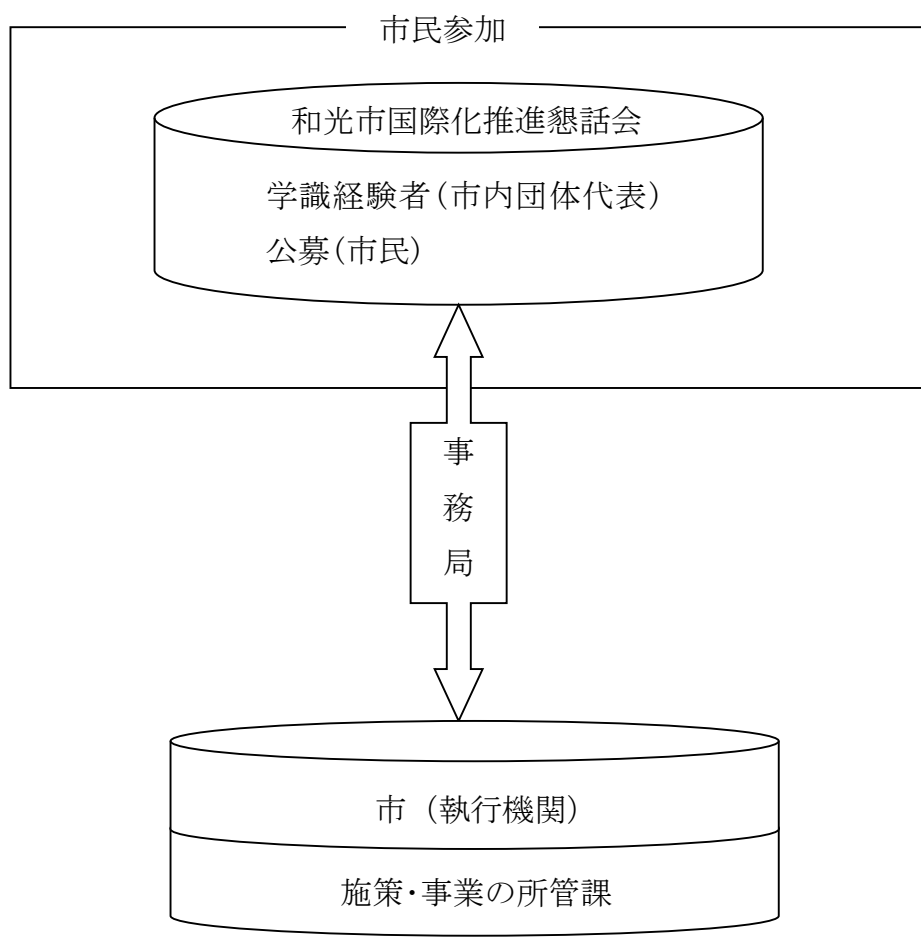 市民参加
和光市国際化推進懇話会
学識経験者(市内団体代表)
公募(市民)
事務局
市 (執行機関)
施策・事業の所管課